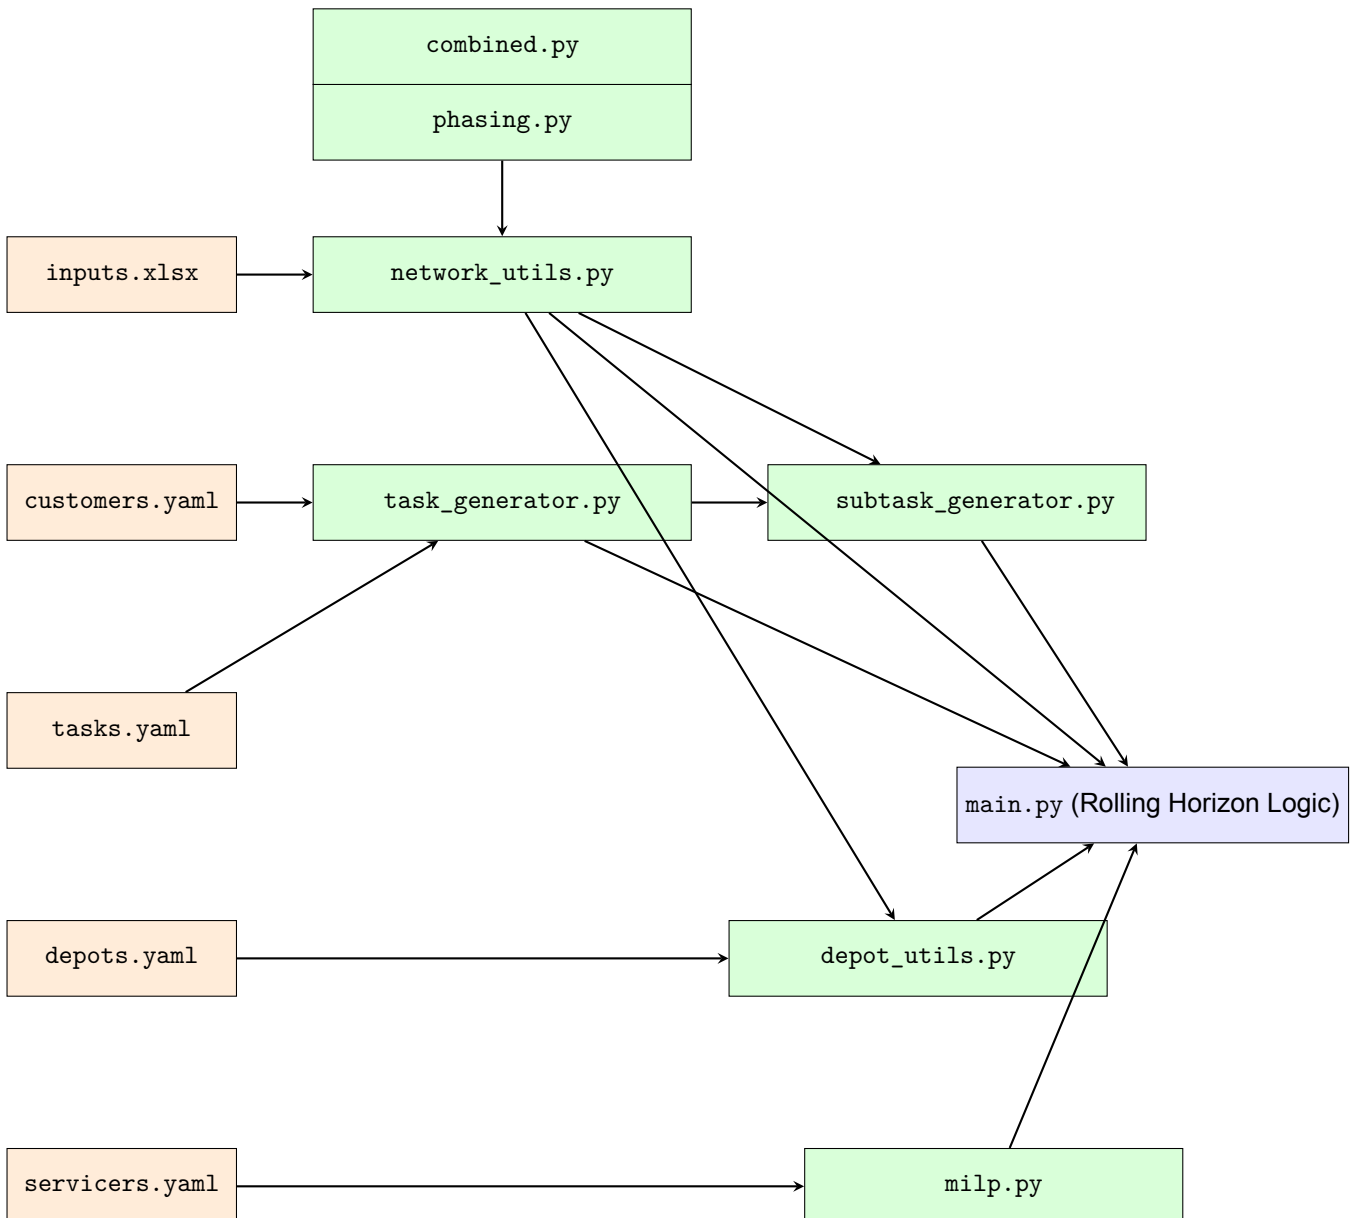 combined.py
phasing.py
inputs.xlsx
network_utils.py
customers.yaml
task_generator.py
subtask_generator.py
tasks.yaml
main.py (Rolling Horizon Logic)
depots.yaml
depot_utils.py
servicers.yaml
milp.py